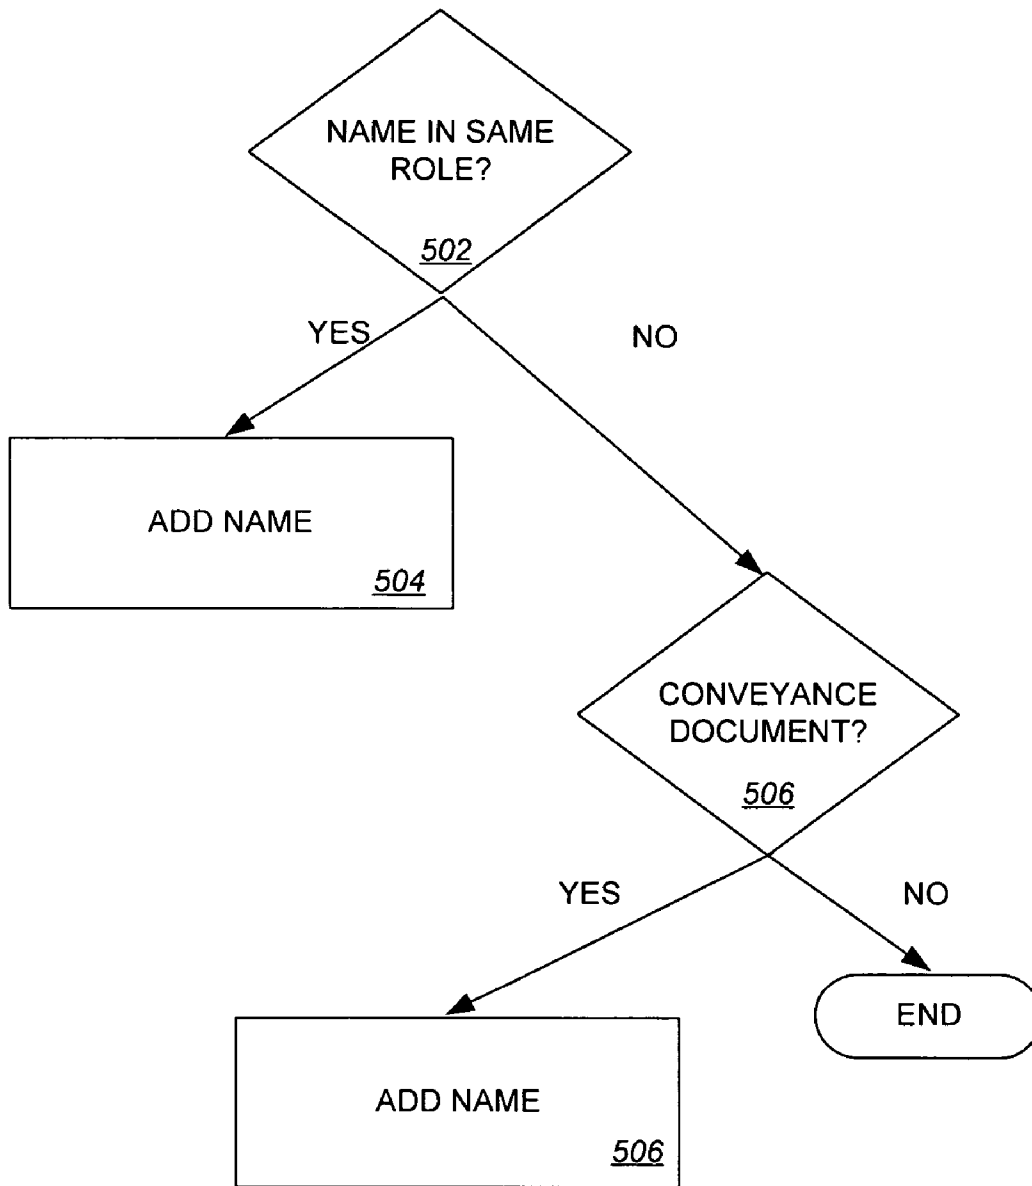 NAME IN SAME
ROLE?
502
YES
NO
ADD NAME
504
CONVEYANCE
DOCUMENT?
506
YES
NO
END
ADD NAME
506